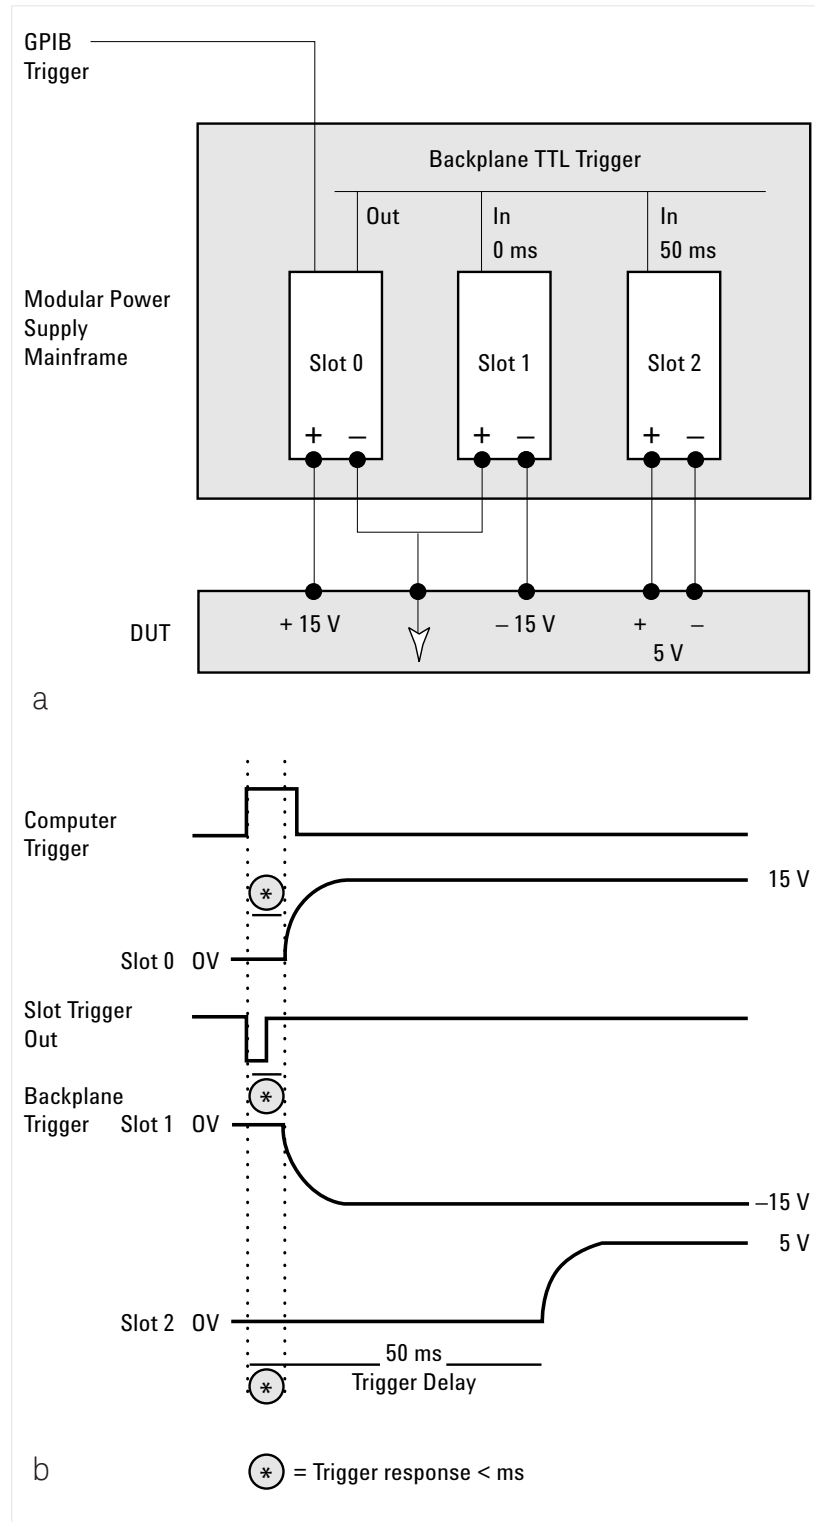 GPIB
Trigger
Backplane TTL Trigger
Out
In
0 ms
In
50 ms
Modular Power
Supply
Mainframe
Slot 0
Slot 1
Slot 2
+ –
+ –
+ –
DUT
+ 15 V
– 15 V
+ –
5 V
a
Computer
Trigger
*
15 V
Slot 0 0V
Slot Trigger
Out
*
Backplane
Trigger
Slot 1 0V
–15 V
5 V
Slot 2 0V
50 ms
Trigger Delay
*
b
* = Trigger response < ms